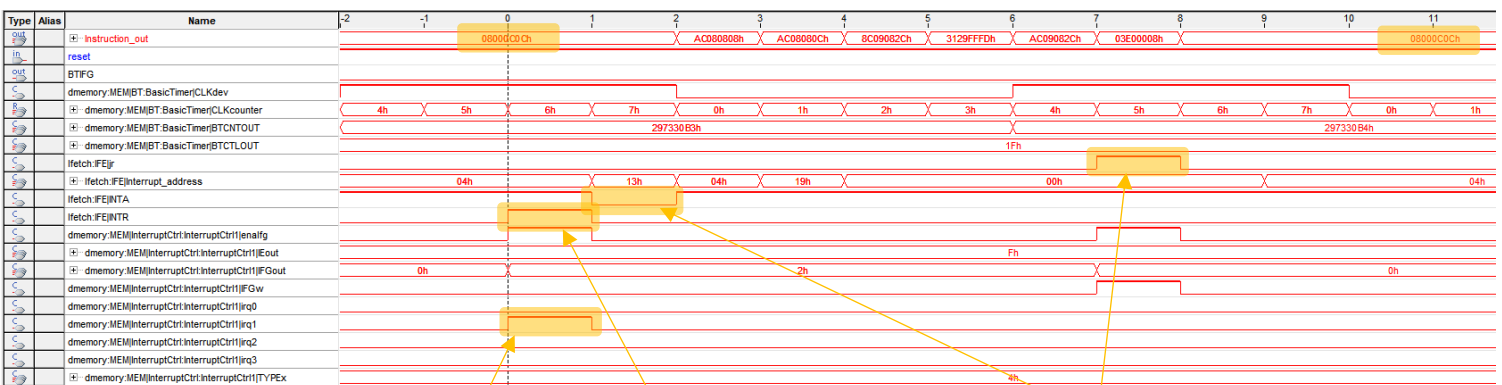 Type Alias Name -2 -1 0 1 2 3 4 5 6 7 8 9 10 11
out Instruction_out 08000C0Ch AC080808h AC08080Ch 8C09082Ch 3129FFFDh AC09082Ch 03E00008h 08000C0Ch
in reset
out BTIFG
C dmemory:MEM|BT:BasicTimer|CLKdev
R dmemory:MEM|BT:BasicTimer|CLKcounter 4h 5h 6h 7h 0h 1h 2h 3h 4h 5h 6h 7h 0h 1h
C dmemory:MEM|BT:BasicTimer|BTCNTOUT 297330B3h 297330B4h
C dmemory:MEM|BT:BasicTimer|BTCTLOUT 1Fh
C Ifetch:IFE|jr
C Ifetch:IFE|Interrupt_address 04h 13h 04h 19h 00h 04h
C Ifetch:IFE|INTA
C Ifetch:IFE|INTR
C dmemory:MEM|InterruptCtrl:InterruptCtrl1|enaIfg
C dmemory:MEM|InterruptCtrl:InterruptCtrl1|IEout Fh
C dmemory:MEM|InterruptCtrl:InterruptCtrl1|IFGout 0h 2h 0h
C dmemory:MEM|InterruptCtrl:InterruptCtrl1|IFGw
C dmemory:MEM|InterruptCtrl:InterruptCtrl1|irq0
C dmemory:MEM|InterruptCtrl:InterruptCtrl1|irq1
C dmemory:MEM|InterruptCtrl:InterruptCtrl1|irq2
C dmemory:MEM|InterruptCtrl:InterruptCtrl1|irq3
C dmemory:MEM|InterruptCtrl:InterruptCtrl1|TYPEx 4h